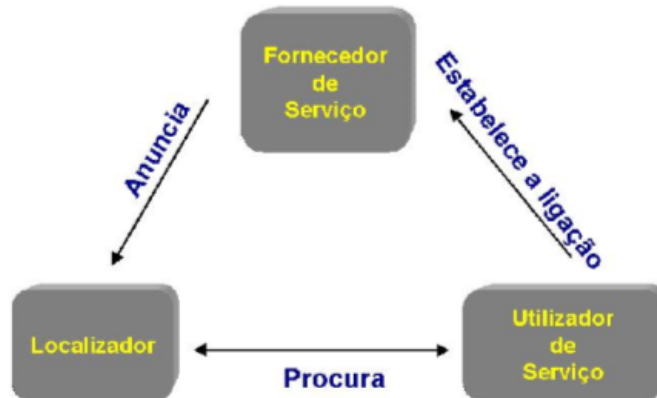 Fornecedor
de
Serviço
Anuncia
Estabelece a ligação
Localizador
Procura
Utilizador
de
Serviço